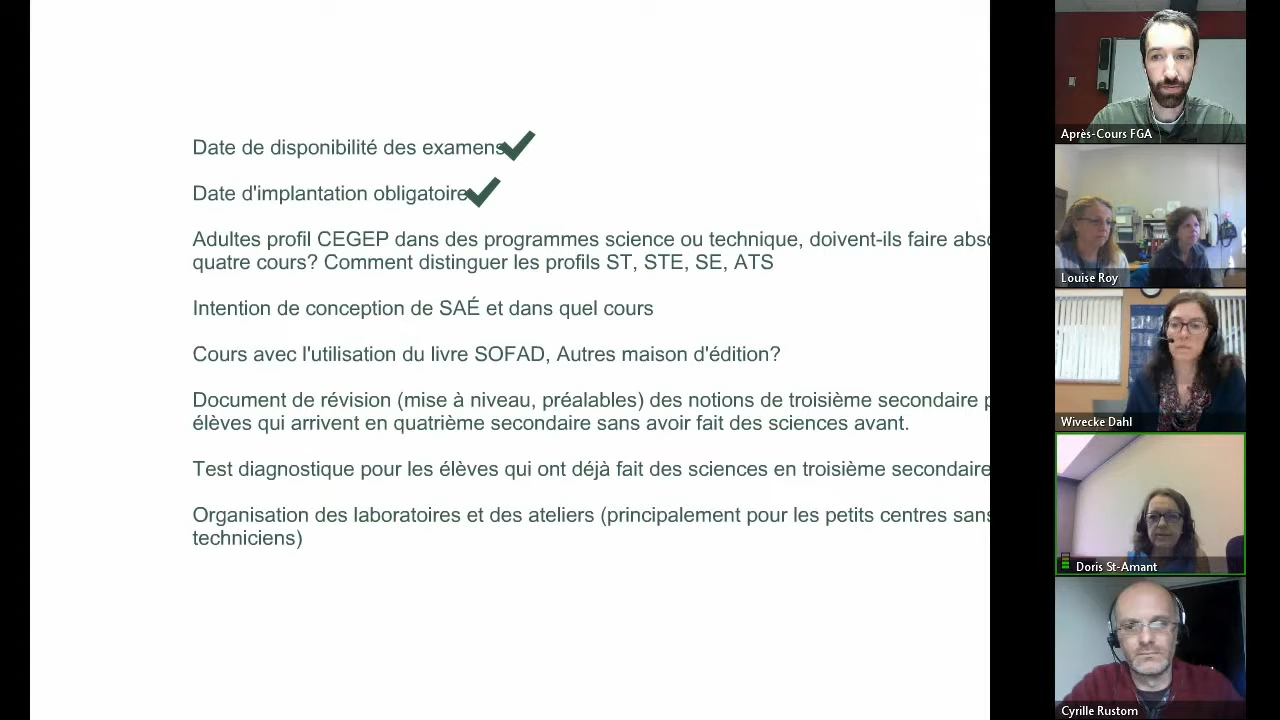 Date de disponibilité des examens
Date d'implantation obligatoire
Adultes profil CEGEP dans des programmes science ou technique, doivent-ils faire
quatre cours? Comment distinguer les profils ST, STE, SE, ATS
Intention de conception de SAÉ et dans quel cours
Cours avec l'utilisation du livre SOFAD, Autres maison d'édition?
Document de révision (mise à niveau, préalables) des notions de troisième secondaire
élèves qui arrivent en quatrième secondaire sans avoir fait des sciences avant.
Test diagnostique pour les élèves qui ont déjà fait des sciences en troisième secondaire
Organisation des laboratoires et des ateliers (principalement pour les petits centres sans
techniciens)
Après-Cours FGA
Louise Roy
Wivecke Dahl
Doris St-Amant
Cyrille Rustom